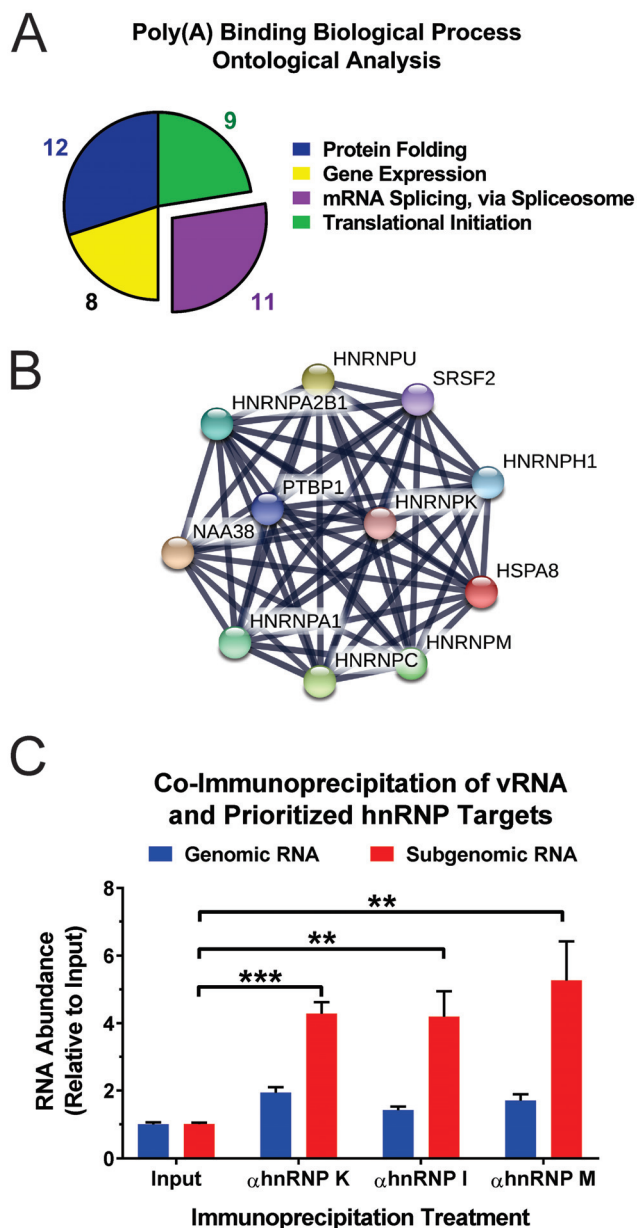 A
Poly(A) Binding Biological Process
Ontological Analysis
12
9
8
11
Protein Folding
Gene Expression
mRNA Splicing, via Spliceosome
Translational Initiation
B
HNRNPU
SRSF2
HNRNPA2B1
HNRNPH1
PTBP1
HNRNPK
NAA38
HSPA8
HNRNPA1
HNRNPM
HNRNPC
C
Co-Immunoprecipitation of vRNA
and Prioritized hnRNP Targets
Genomic RNA
Subgenomic RNA
RNA Abundance
(Relative to Input)
8
6
4
2
0
**
**
***
Input
αhnRNP K
αhnRNP I
αhnRNP M
Immunoprecipitation Treatment